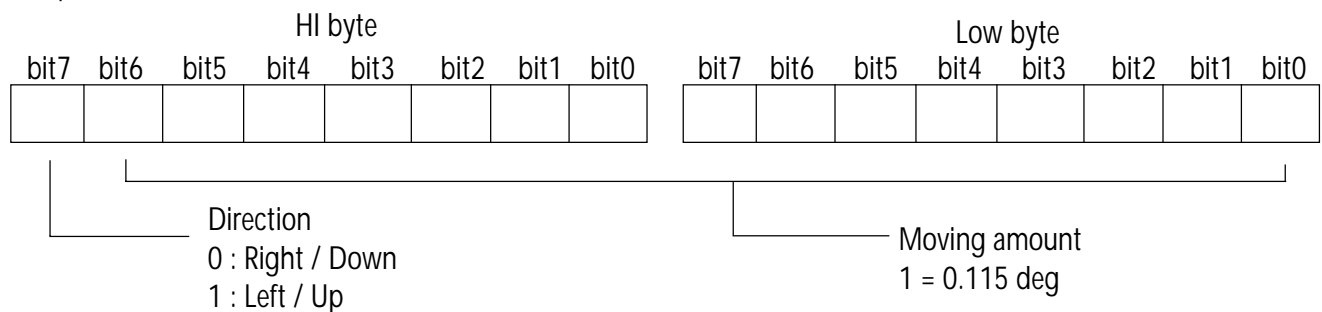 HI byte
Low byte
bit7 bit6 bit5 bit4 bit3 bit2 bit1 bit0 bit7 bit6 bit5 bit4 bit3 bit2 bit1 bit0
Direction
0 : Right / Down
1 : Left / Up
Moving amount
1 = 0.115 deg